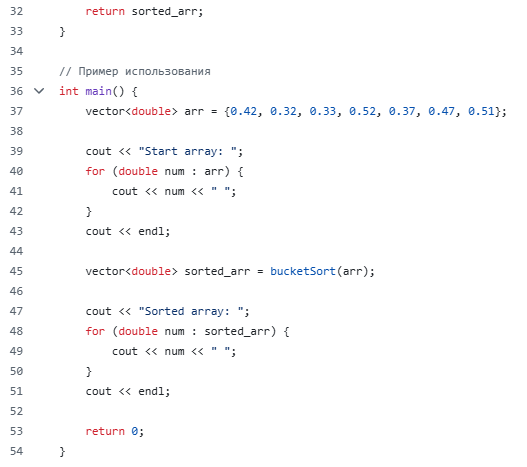 32 return sorted_arr;
33 }
34
35 // Пример использования
36 int main() {
37 vector<double> arr = {0.42, 0.32, 0.33, 0.52, 0.37, 0.47, 0.51};
38
39 cout << "Start array: ";
40 for (double num : arr) {
41 cout << num << " ";
42 }
43 cout << endl;
44
45 vector<double> sorted_arr = bucketSort(arr);
46
47 cout << "Sorted array: ";
48 for (double num : sorted_arr) {
49 cout << num << " ";
50 }
51 cout << endl;
52
53 return 0;
54 }